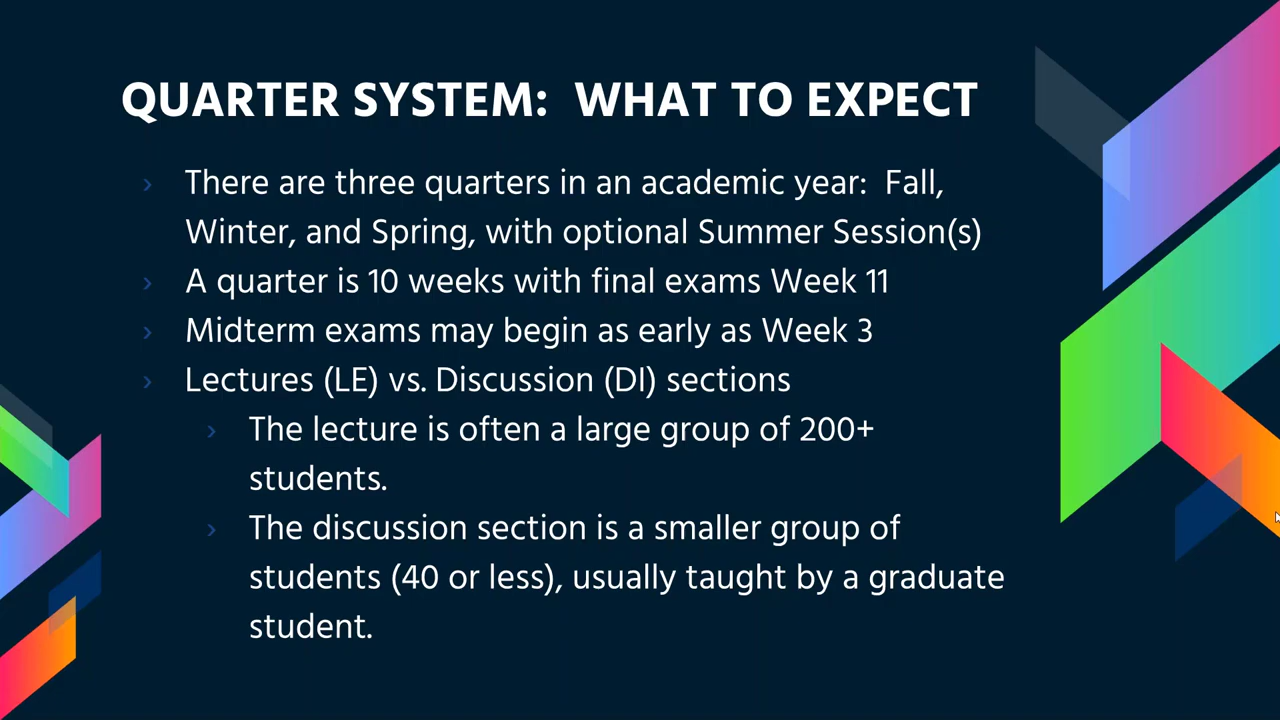 QUARTER SYSTEM:  WHAT TO EXPECT
› There are three quarters in an academic year:  Fall,
Winter, and Spring, with optional Summer Session(s)
› A quarter is 10 weeks with final exams Week 11
› Midterm exams may begin as early as Week 3
› Lectures (LE) vs. Discussion (DI) sections
› The lecture is often a large group of 200+
students.
› The discussion section is a smaller group of
students (40 or less), usually taught by a graduate
student.